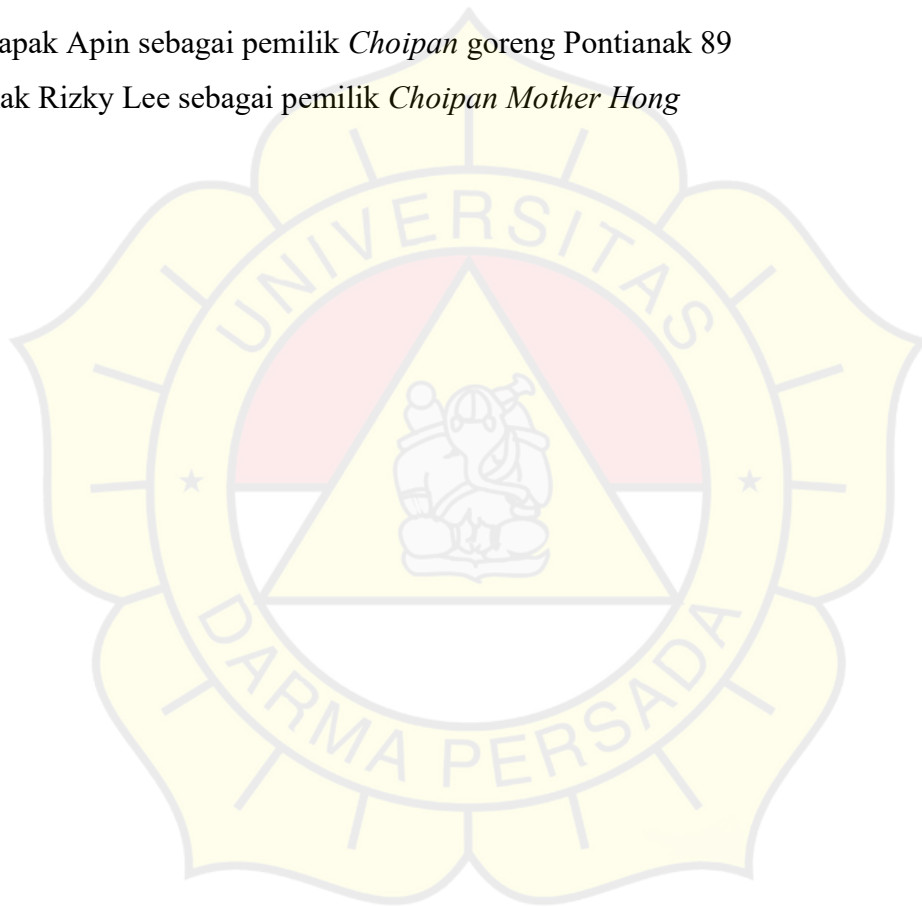 apak Apin sebagai pemilik Choipan goreng Pontianak 89
ak Rizky Lee sebagai pemilik Choipan Mother Hong
UNIVERSITAS
DARMA PERSADA